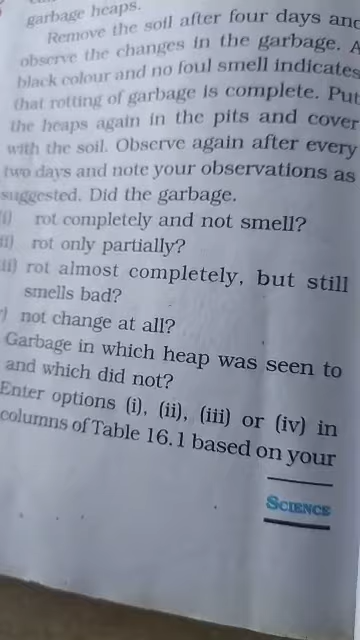 garbage heaps.
Remove the soil after four days and
observe the changes in the garbage. A
black colour and no foul smell indicates
that rotting of garbage is complete. Put
the heaps again in the pits and cover
with the soil. Observe again after every
two days and note your observations as
suggested. Did the garbage.
i) rot completely and not smell?
ii) rot only partially?
iii) rot almost completely, but still
smells bad?
) not change at all?
Garbage in which heap was seen to
and which did not?
Enter options (i), (ii), (iii) or (iv) in
columns of Table 16.1 based on your
SCIENCE